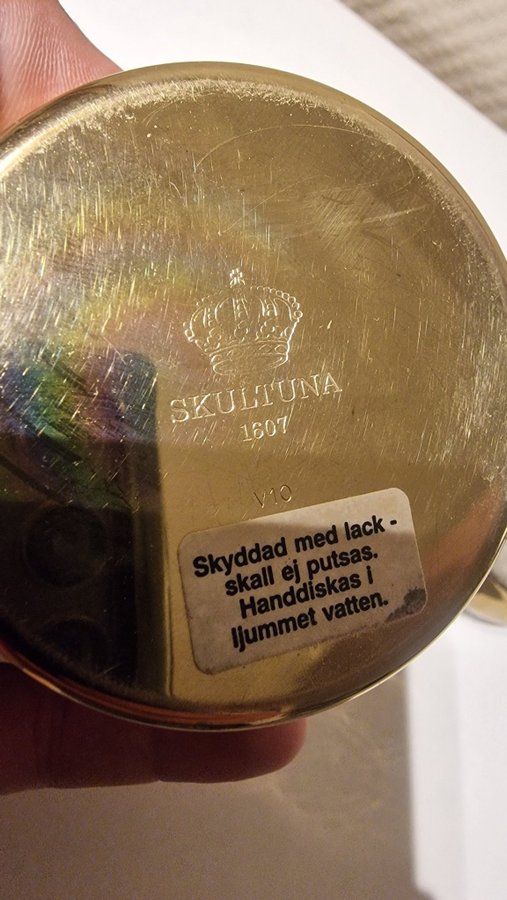 SKULTUNA
1607
V10
Skyddad med lack -
skall ej putsas.
Handdiskas i
ljummet vatten.